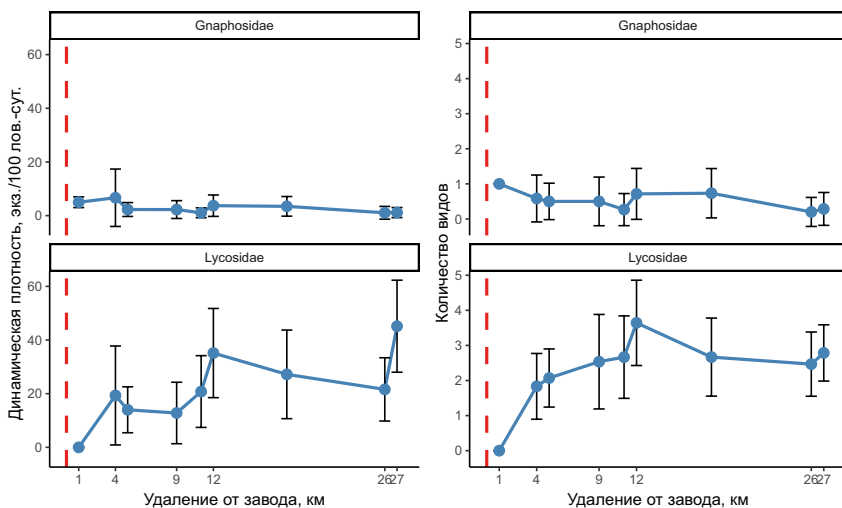 Gnaphosidae
60
40
20
0
Lycosidae
60
40
20
0
1 4 9 12 2627
Удаление от завода, км
Динамическая плотность, экз./100 лов.-сут.
Gnaphosidae
5
4
3
2
1
0
Lycosidae
5
4
3
2
1
0
1 4 9 12 2627
Удаление от завода, км
Количество видов